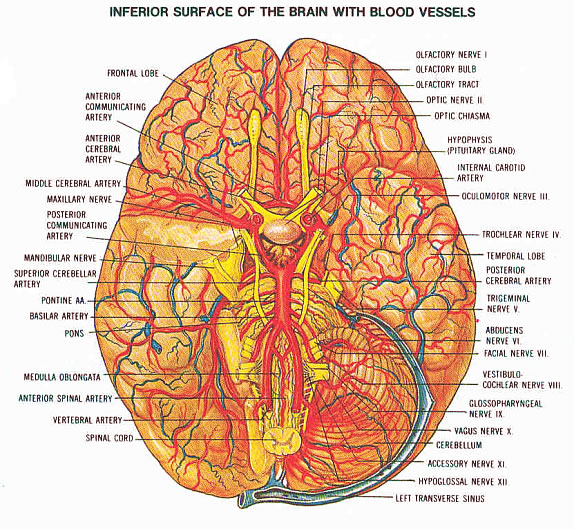 INFERIOR SURFACE OF THE BRAIN WITH BLOOD VESSELS
FRONTAL LOBE
ANTERIOR
COMMUNICATING
ARTERY
ANTERIOR
CEREBRAL
ARTERY
MIDDLE CEREBRAL ARTERY
MAXILLARY NERVE
POSTERIOR
COMMUNICATING
ARTERY
MANDIBULAR NERVE
SUPERIOR CEREBELLAR
ARTERY
PONTINE AA.
BASILAR ARTERY
PONS
MEDULLA OBLONGATA
ANTERIOR SPINAL ARTERY
VERTEBRAL ARTERY
SPINAL CORD
OLFACTORY NERVE I
OLFACTORY BULB
OLFACTORY TRACT
OPTIC NERVE II
OPTIC CHIASMA
HYPOPHYSIS
(PITUITARY GLAND)
INTERNAL CAROTID
ARTERY
OCULOMOTOR NERVE III.
TROCHLEAR NERVE IV.
TEMPORAL LOBE
POSTERIOR
CEREBRAL ARTERY
TRIGEMINAL
NERVE V.
ABDUCENS
NERVE VI.
FACIAL NERVE VII.
VESTIBULO-
COCHLEAR NERVE VIII.
GLOSSOPHARYNGEAL
NERVE IX.
VAGUS NERVE X.
CEREBELLUM
ACCESSORY NERVE XI.
HYPOGLOSSAL NERVE XII
LEFT TRANSVERSE SINUS